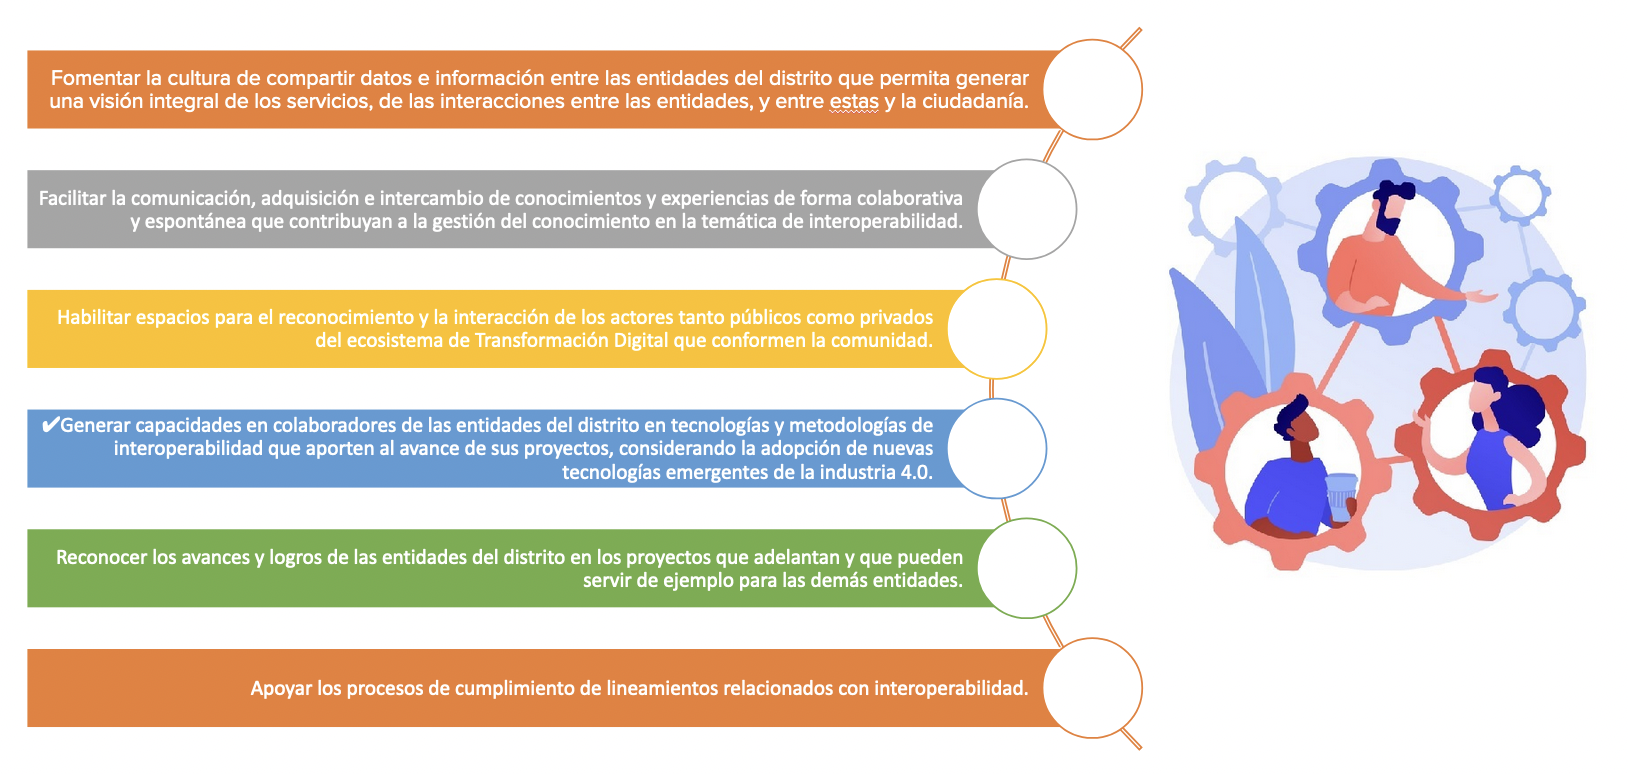 Fomentar la cultura de compartir datos e información entre las entidades del distrito que permita generar
una visión integral de los servicios, de las interacciones entre las entidades, y entre estas y la ciudadanía.
Facilitar la comunicación, adquisición e intercambio de conocimientos y experiencias de forma colaborativa
y espontánea que contribuyan a la gestión del conocimiento en la temática de interoperabilidad.
Habilitar espacios para el reconocimiento y la interacción de los actores tanto públicos como privados
del ecosistema de Transformación Digital que conformen la comunidad.
✔Generar capacidades en colaboradores de las entidades del distrito en tecnologías y metodologías de
interoperabilidad que aporten al avance de sus proyectos, considerando la adopción de nuevas
tecnologías emergentes de la industria 4.0.
Reconocer los avances y logros de las entidades del distrito en los proyectos que adelantan y que pueden
servir de ejemplo para las demás entidades.
Apoyar los procesos de cumplimiento de lineamientos relacionados con interoperabilidad.